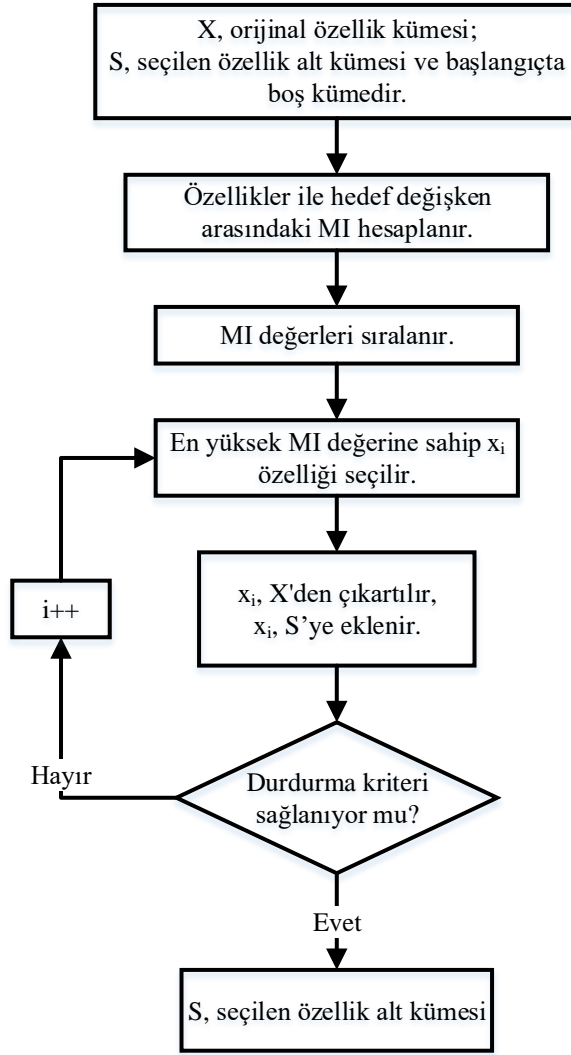 X, orijinal özellik kümesi;
S, seçilen özellik alt kümesi ve başlangıçta
boş kümedir.
Özellikler ile hedef değişken
arasındaki MI hesaplanır.
MI değerleri sıralanır.
En yüksek MI değerine sahip xᵢ
özelliği seçilir.
xᵢ, X'den çıkartılır,
xᵢ, S’ye eklenir.
i++
Durdurma kriteri
sağlanıyor mu?
Hayır
Evet
S, seçilen özellik alt kümesi